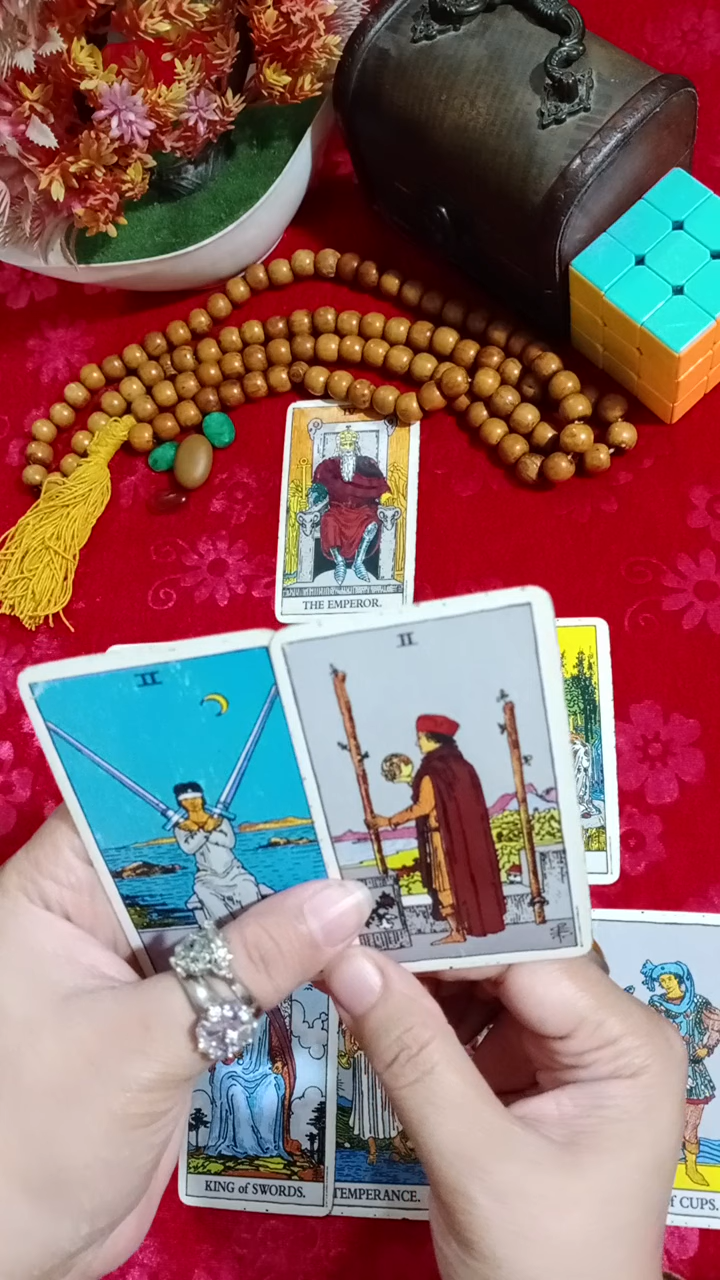 THE EMPEROR.
II
II
KING of SWORDS.
TEMPERANCE.
of CUPS.